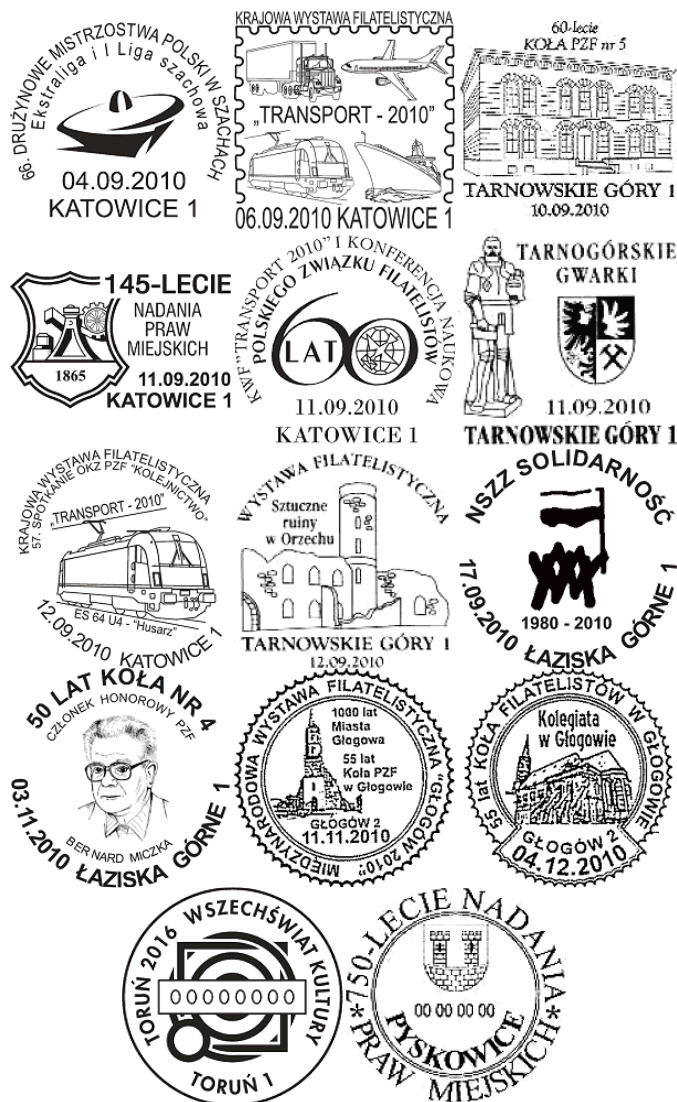 66. DRUŻYNOWE MISTRZOSTWA POLSKI W SZACHACH
Ekstraliga i I Liga szachowa
04.09.2010
KATOWICE 1
KRAJOWA WYSTAWA FILATELISTYCZNA
„TRANSPORT - 2010”
06.09.2010 KATOWICE 1
60-lecie
KOŁA PZF nr 5
TARNOWSKIE GÓRY 1
10.09.2010
145-LECIE
NADANIA
PRAW
MIEJSKICH
1865
11.09.2010
KATOWICE 1
KWF "TRANSPORT 2010" I KONFERENCJA NAUKOWA
POLSKIEGO ZWIĄZKU FILATELISTÓW
60
LAT
11.09.2010
KATOWICE 1
TARNOGÓRSKIE
GWARKI
11.09.2010
TARNOWSKIE GÓRY 1
KRAJOWA WYSTAWA FILATELISTYCZNA
57. SPOTKANIE OKZ PZF "KOLEJNICTWO"
„TRANSPORT - 2010”
ES 64 U4 - "Husarz"
12.09.2010 KATOWICE 1
WYSTAWA FILATELISTYCZNA
Sztuczne
ruiny
w Orzechu
TARNOWSKIE GÓRY 1
12.09.2010
NSZZ SOLIDARNOŚĆ
1980 - 2010
17.09.2010 ŁAZISKA GÓRNE 1
50 LAT KOŁA NR 4
CZŁONEK HONOROWY PZF
BERNARD MICZKA
03.11.2010 ŁAZISKA GÓRNE 1
MIĘDZYNARODOWA WYSTAWA FILATELISTYCZNA "GŁOGÓW 2010"
1000 lat
Miasta
Głogowa
55 lat
Koła PZF
w Głogowie
GŁOGÓW 2
11.11.2010
55 lat KOŁA FILATELISTÓW W GŁOGOWIE
Kolegiata
w Głogowie
GŁOGÓW 2
04.12.2010
TORUŃ 2016 WSZECHŚWIAT KULTURY
00000000
TORUŃ 1
*750-LECIE NADANIA*
PRAW MIEJSKICH
00 00 00 00
PYSKOWICE